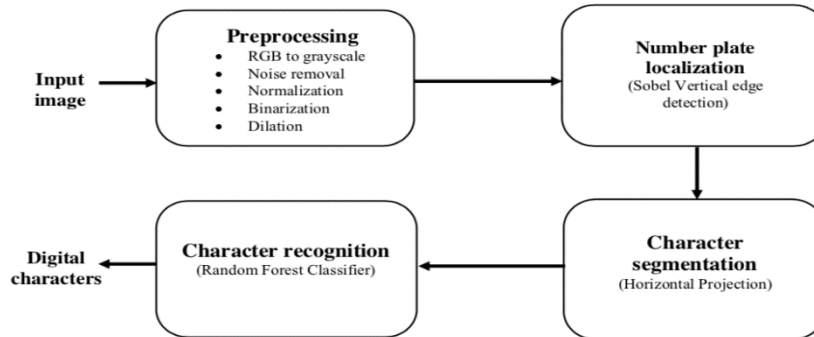 Input
image
Preprocessing
• RGB to grayscale
• Noise removal
• Normalization
• Binarization
• Dilation
Number plate
localization
(Sobel Vertical edge
detection)
Character
segmentation
(Horizontal Projection)
Character recognition
(Random Forest Classifier)
Digital
characters